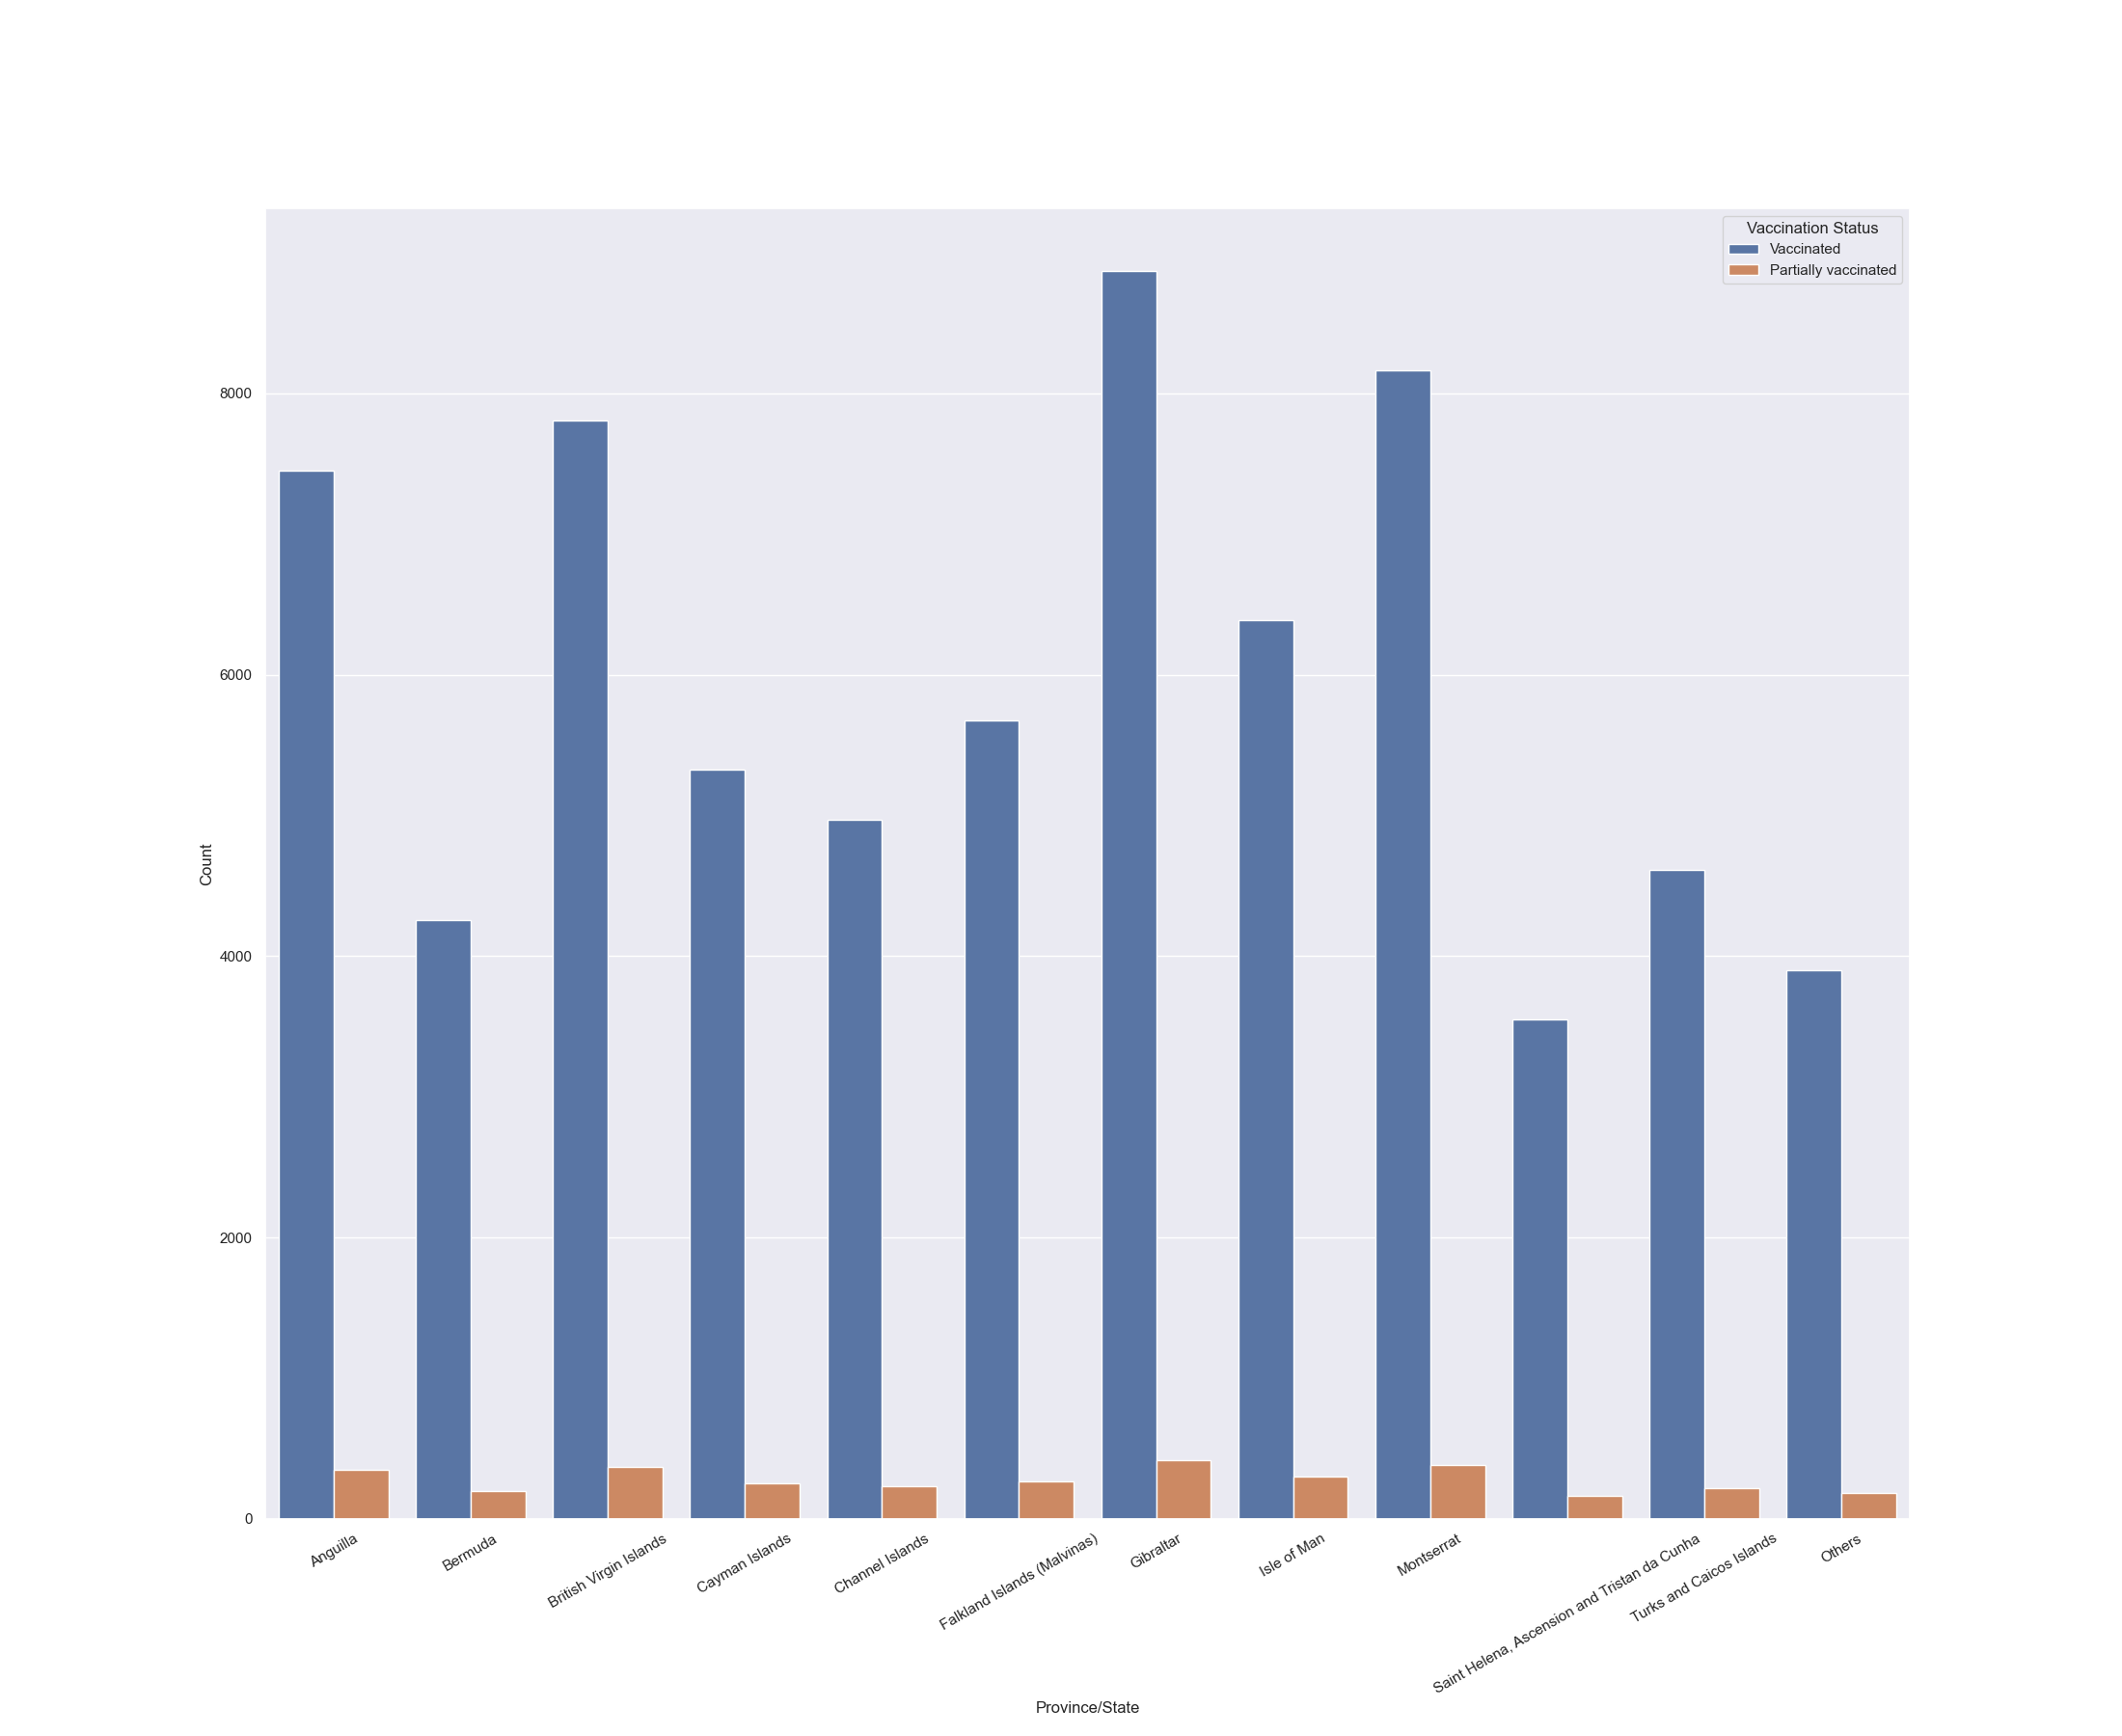 Vaccination Status
Vaccinated
Partially vaccinated
8000
6000
4000
2000
0
Count
Anguilla
Bermuda
British Virgin Islands
Cayman Islands
Channel Islands
Falkland Islands (Malvinas)
Gibraltar
Isle of Man
Montserrat
Saint Helena, Ascension and Tristan da Cunha
Turks and Caicos Islands
Others
Province/State